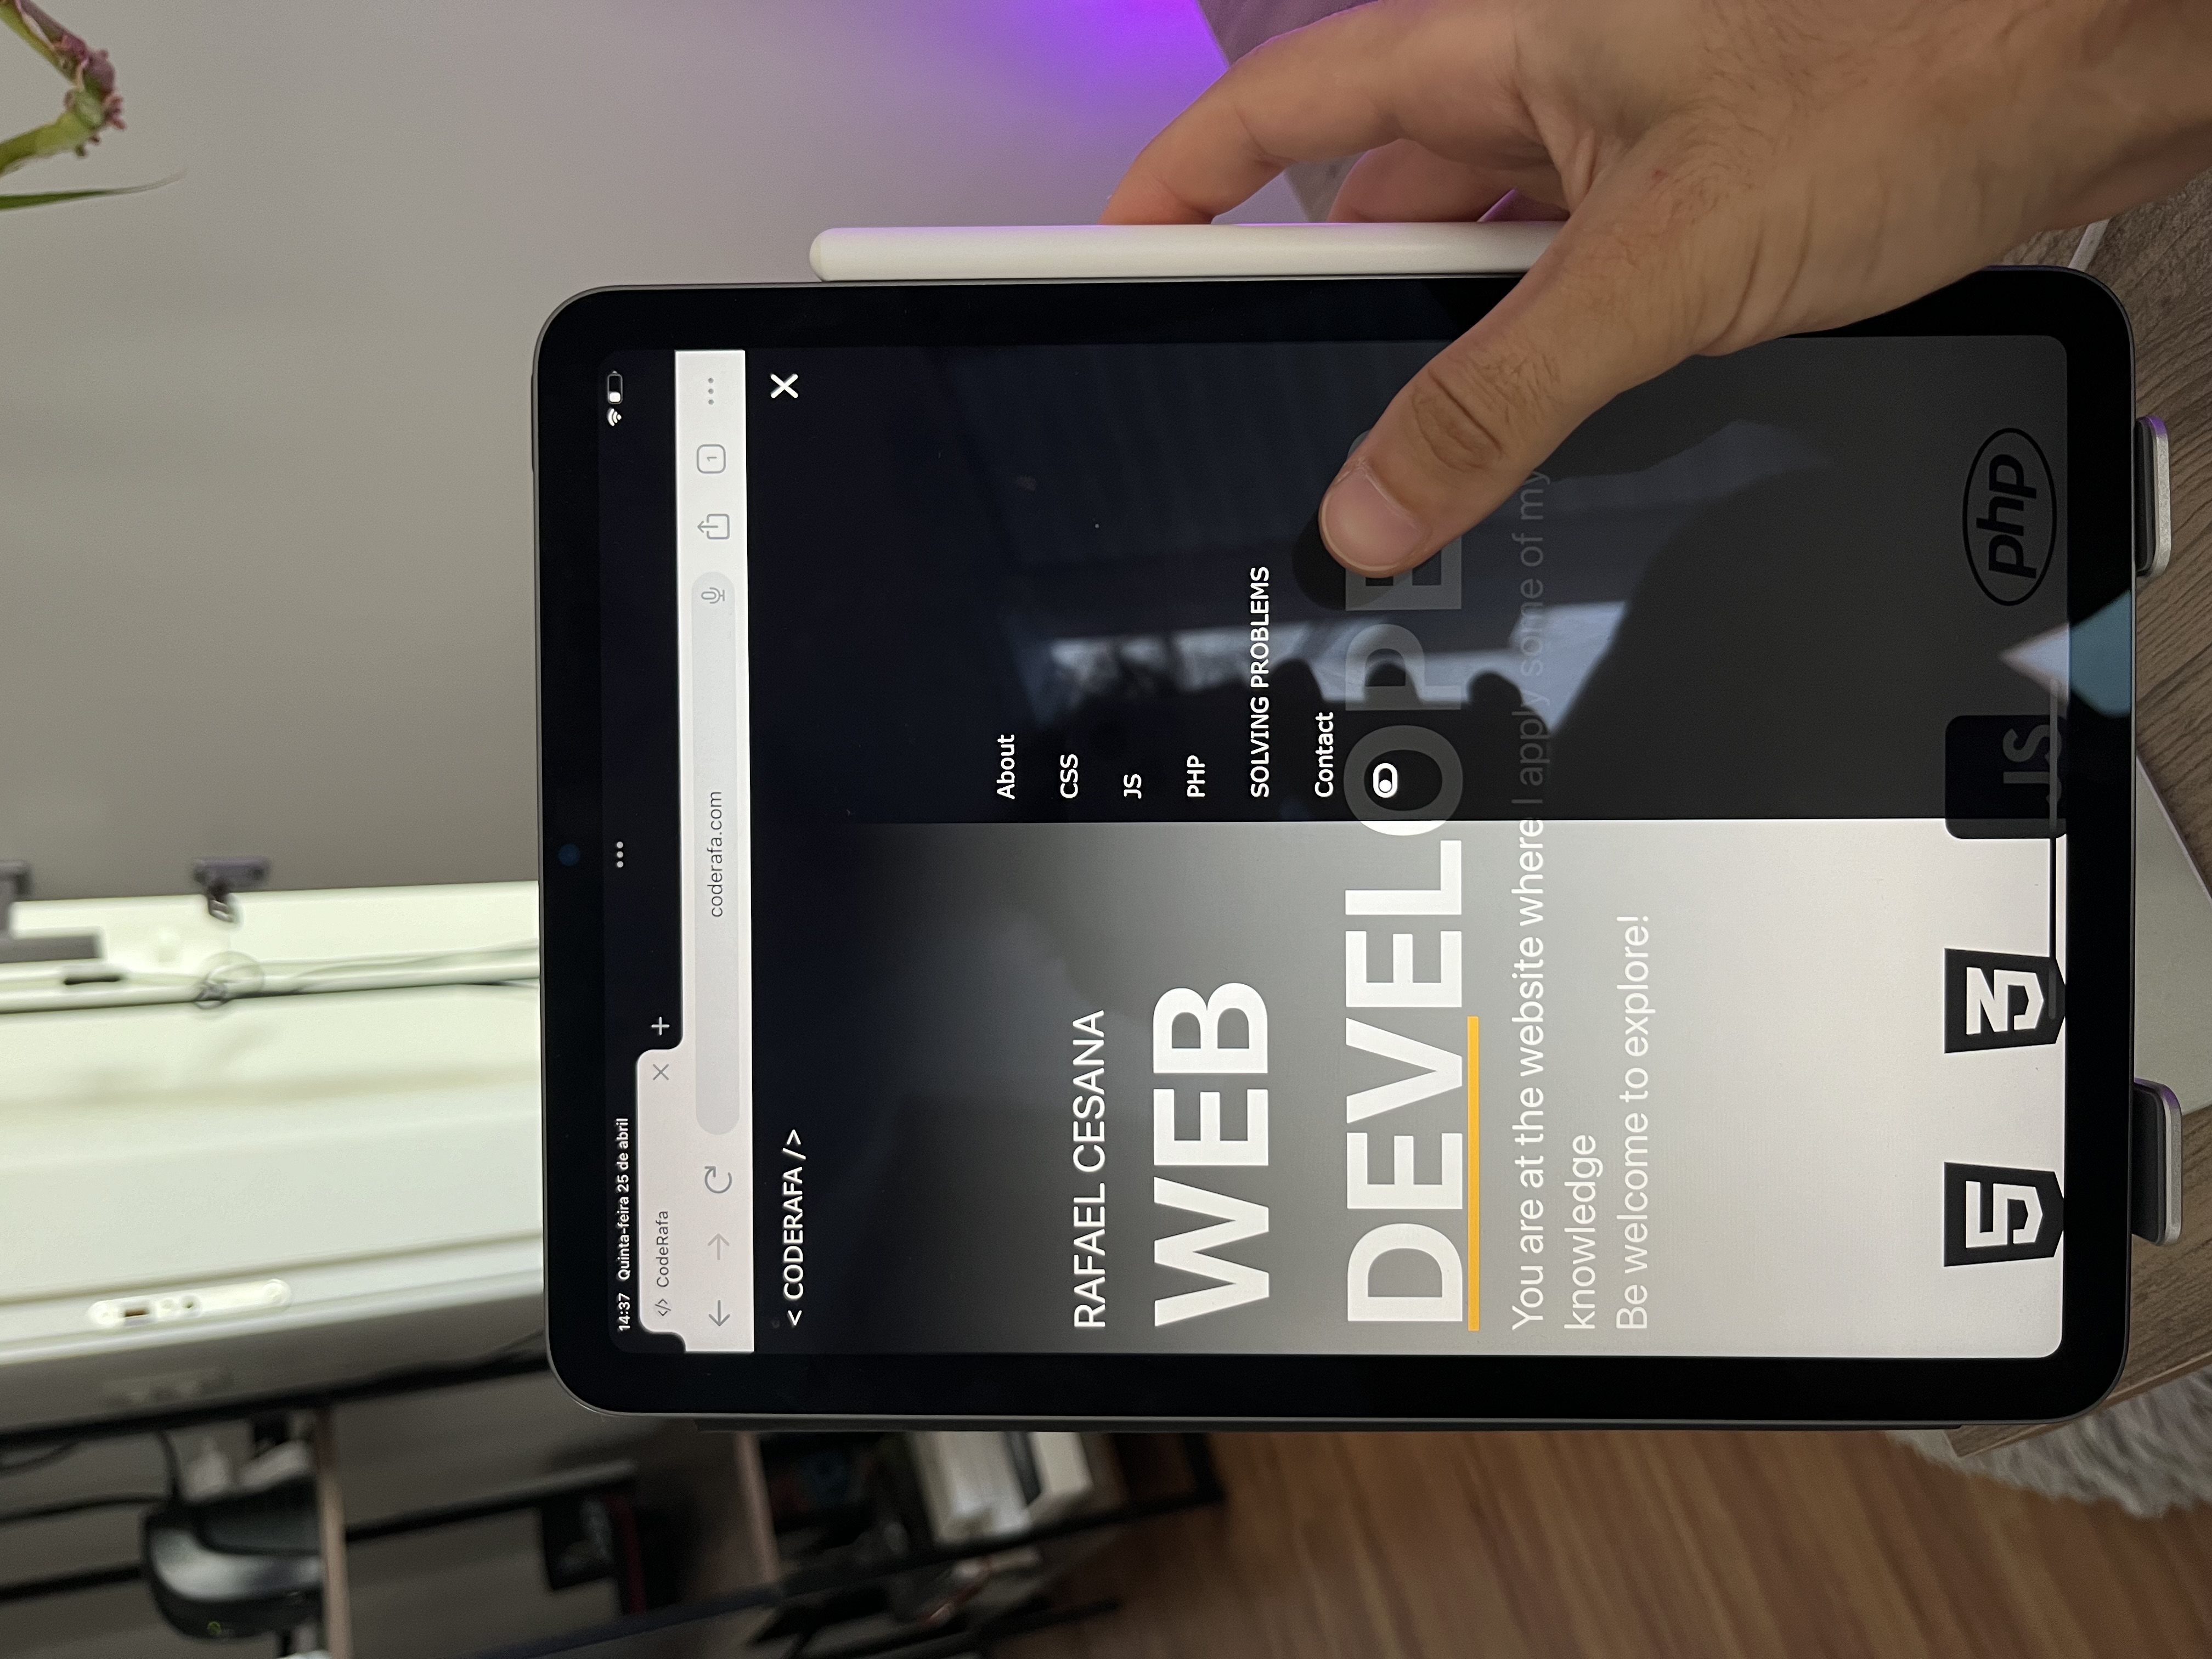 14:37 Quinta-feira 25 de abril
</> CodeRafa
coderafa.com
1
< CODERAFA />
About
CSS
JS
PHP
SOLVING PROBLEMS
Contact
RAFAEL CESANA
WEB
DEVELOPER
You are at the website where I apply some of my
knowledge
Be welcome to explore!
5 3 JS php